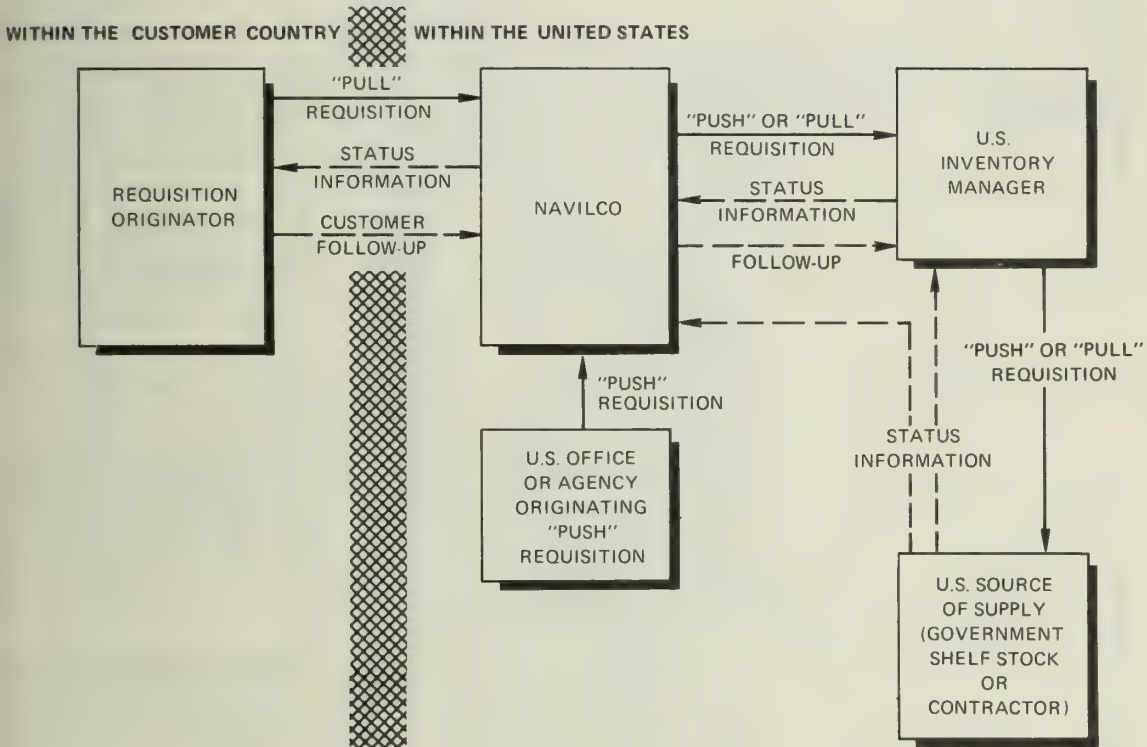 WITHIN THE CUSTOMER COUNTRY
WITHIN THE UNITED STATES
REQUISITION
ORIGINATOR
"PULL"
REQUISITION
STATUS
INFORMATION
CUSTOMER
FOLLOW-UP
NAVILCO
"PUSH" OR "PULL"
REQUISITION
STATUS
INFORMATION
FOLLOW-UP
U.S.
INVENTORY
MANAGER
"PUSH"
REQUISITION
U.S. OFFICE
OR AGENCY
ORIGINATING
"PUSH"
REQUISITION
STATUS
INFORMATION
"PUSH" OR "PULL"
REQUISITION
U.S. SOURCE
OF SUPPLY
(GOVERNMENT
SHELF STOCK
OR
CONTRACTOR)